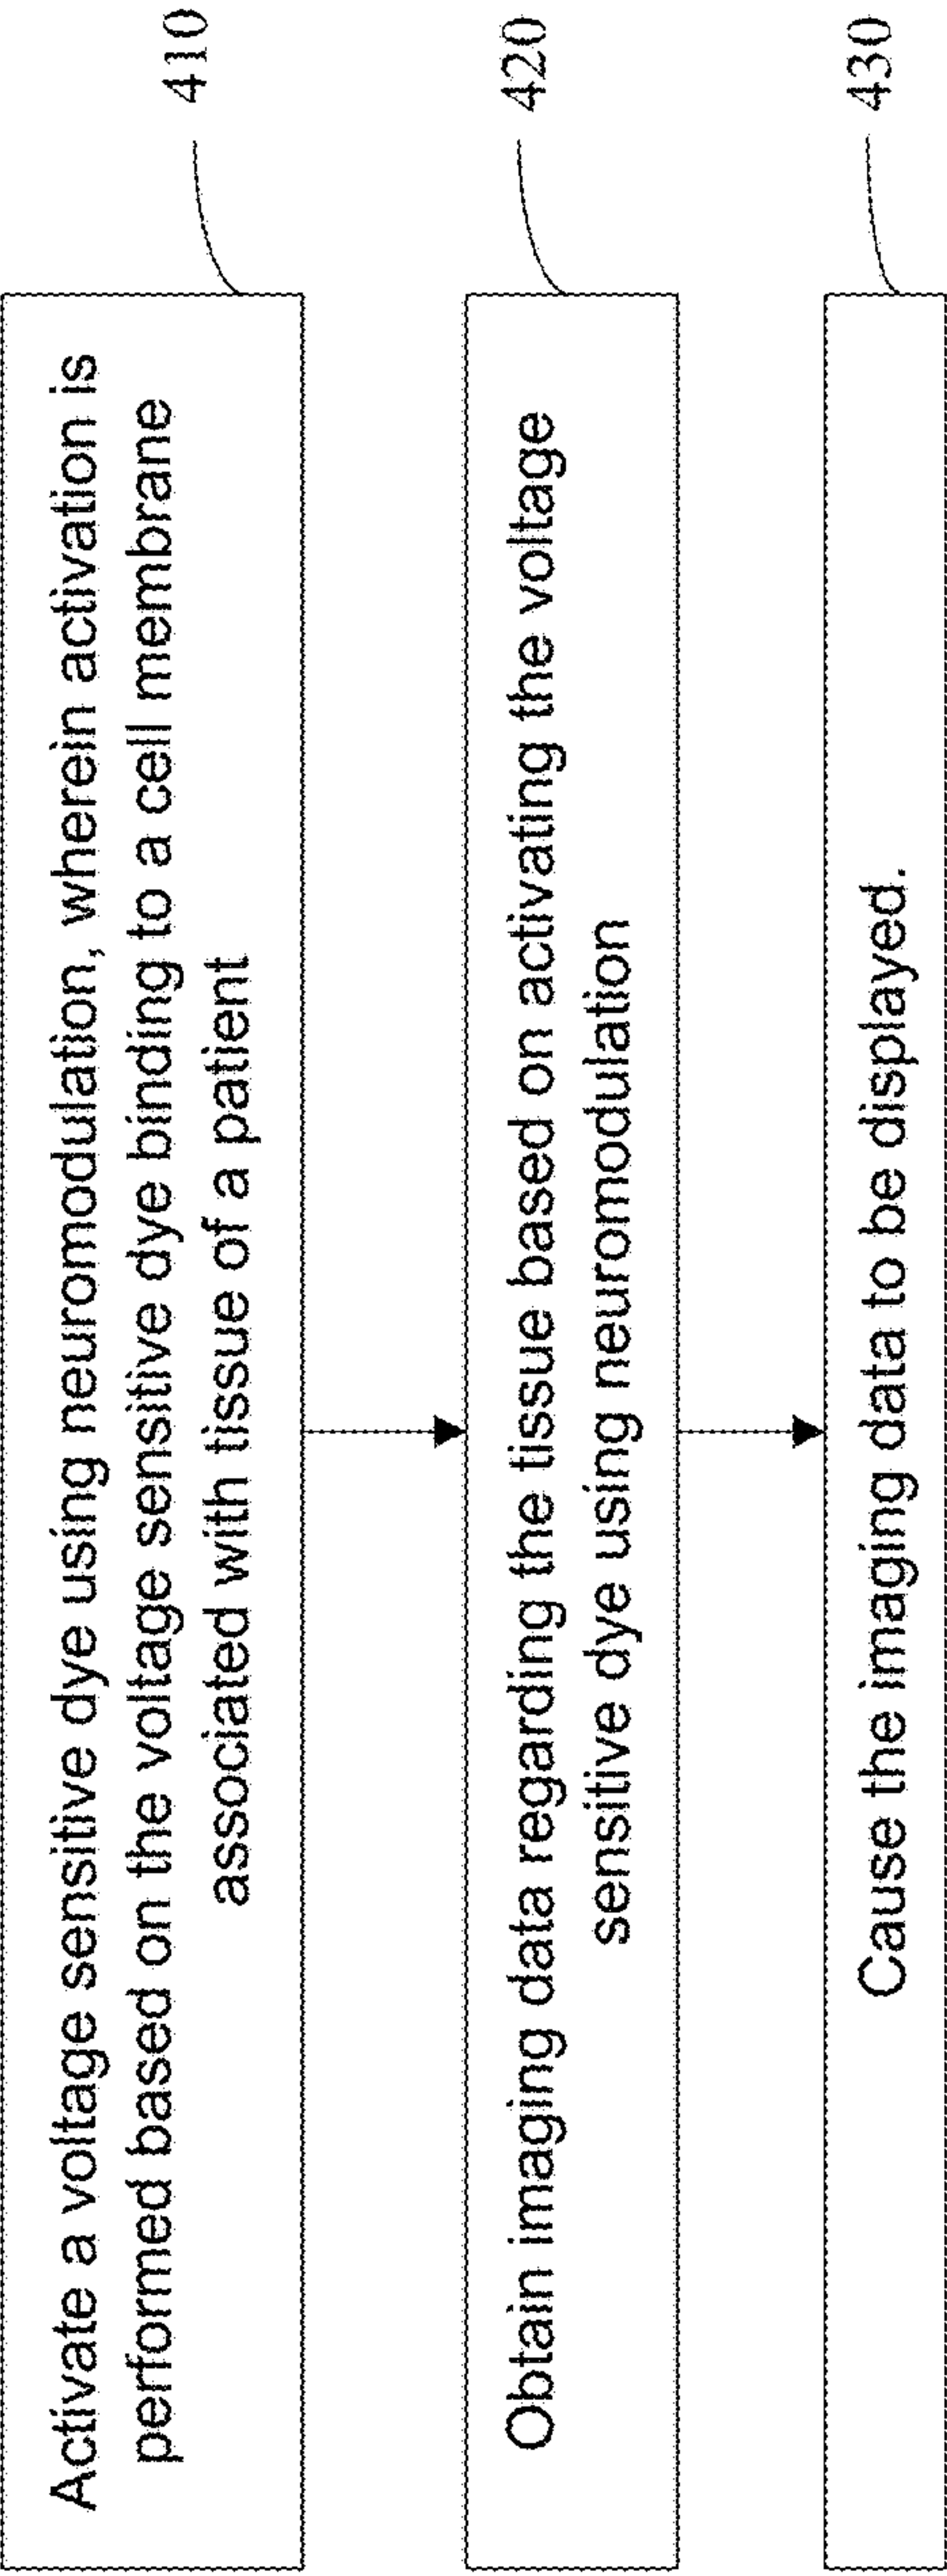 Activate a voltage sensitive dye using neuromodulation, wherein activation is
performed based on the voltage sensitive dye binding to a cell membrane
associated with tissue of a patient
410
Obtain imaging data regarding the tissue based on activating the voltage
sensitive dye using neuromodulation
420
Cause the imaging data to be displayed.
430